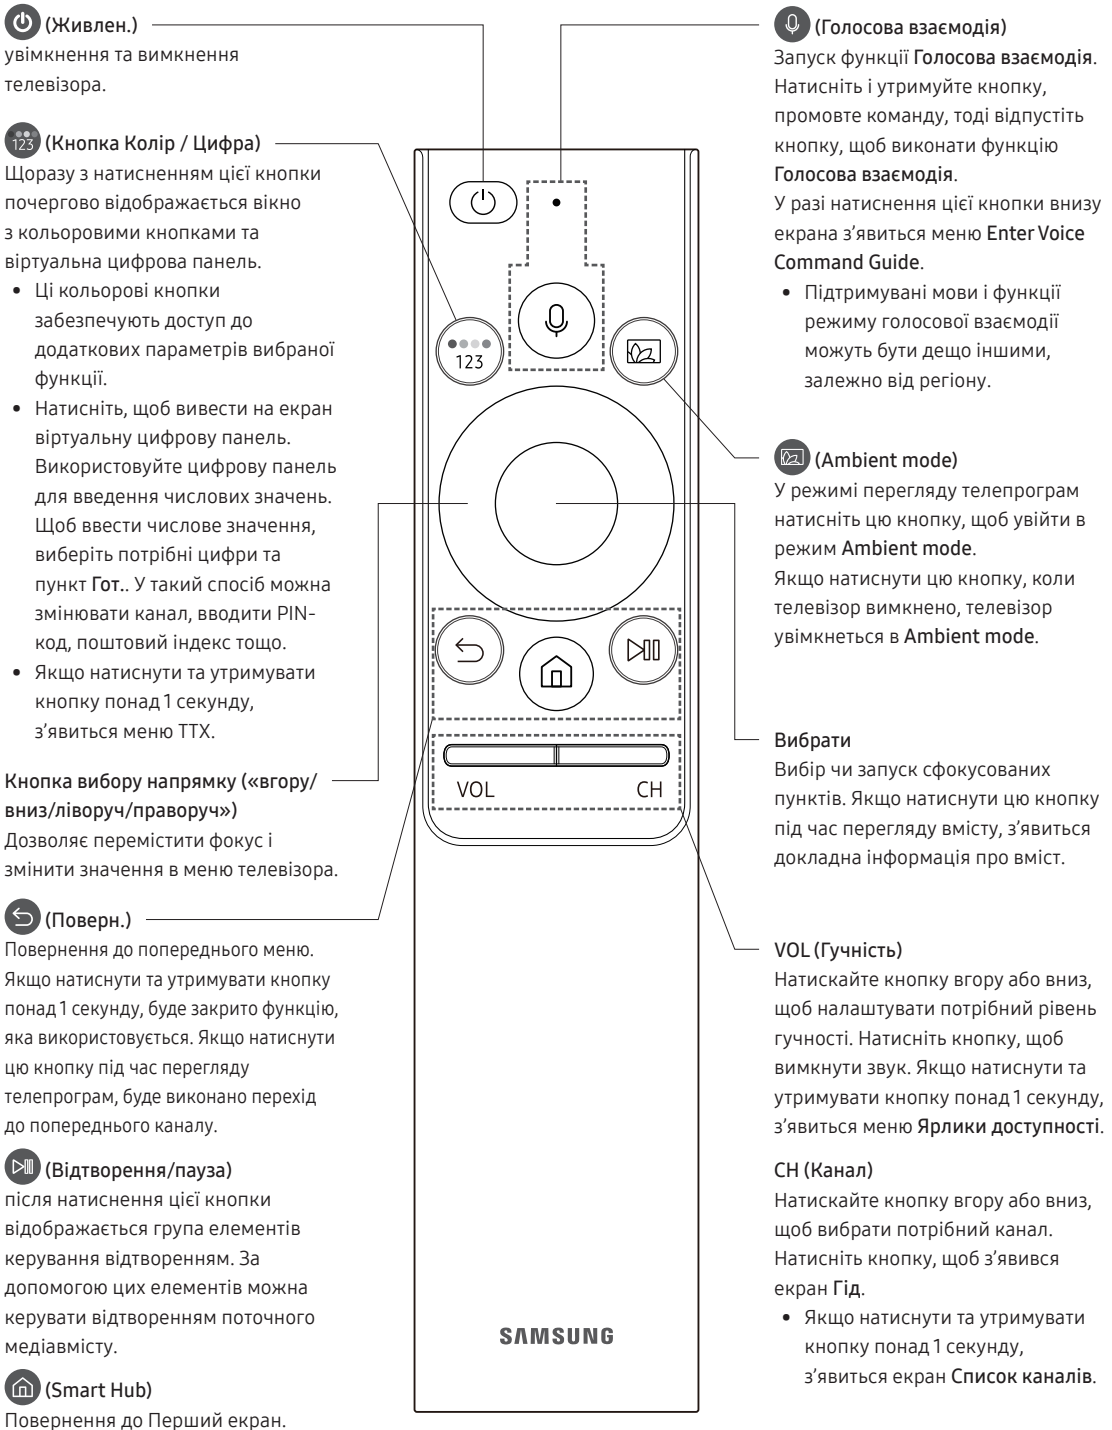 (Живлен.)
увімкнення та вимкнення
телевізора.
123
(Кнопка Колір / Цифра)
Щоразу з натисненням цієї кнопки
почергово відображається вікно
з кольоровими кнопками та
віртуальна цифрова панель.
• Ці кольорові кнопки
забезпечують доступ до
додаткових параметрів вибраної
функції.
• Натисніть, щоб вивести на екран
віртуальну цифрову панель.
Використовуйте цифрову панель
для введення числових значень.
Щоб ввести числове значення,
виберіть потрібні цифри та
пункт Гот.. У такий спосіб можна
змінювати канал, вводити PIN-
код, поштовий індекс тощо.
• Якщо натиснути та утримувати
кнопку понад 1 секунду,
з’явиться меню TTX.
Кнопка вибору напрямку («вгору/
вниз/ліворуч/праворуч»)
Дозволяє перемістити фокус і
змінити значення в меню телевізора.
(Поверн.)
Повернення до попереднього меню.
Якщо натиснути та утримувати кнопку
понад 1 секунду, буде закрито функцію,
яка використовується. Якщо натиснути
цю кнопку під час перегляду
телепрограм, буде виконано перехід
до попереднього каналу.
(Відтворення/пауза)
після натиснення цієї кнопки
відображається група елементів
керування відтворенням. За
допомогою цих елементів можна
керувати відтворенням поточного
медіавмісту.
(Smart Hub)
Повернення до Перший екран.
123
VOL
CH
SAMSUNG
(Голосова взаємодія)
Запуск функції Голосова взаємодія.
Натисніть і утримуйте кнопку,
промовте команду, тоді відпустіть
кнопку, щоб виконати функцію
Голосова взаємодія.
У разі натиснення цієї кнопки внизу
екрана з’явиться меню Enter Voice
Command Guide.
• Підтримувані мови і функції
режиму голосової взаємодії
можуть бути дещо іншими,
залежно від регіону.
(Ambient mode)
У режимі перегляду телепрограм
натисніть цю кнопку, щоб увійти в
режим Ambient mode.
Якщо натиснути цю кнопку, коли
телевізор вимкнено, телевізор
увімкнеться в Ambient mode.
Вибрати
Вибір чи запуск сфокусованих
пунктів. Якщо натиснути цю кнопку
під час перегляду вмісту, з’явиться
докладна інформація про вміст.
VOL (Гучність)
Натискайте кнопку вгору або вниз,
щоб налаштувати потрібний рівень
гучності. Натисніть кнопку, щоб
вимкнути звук. Якщо натиснути та
утримувати кнопку понад 1 секунду,
з’явиться меню Ярлики доступності.
CH (Канал)
Натискайте кнопку вгору або вниз,
щоб вибрати потрібний канал.
Натисніть кнопку, щоб з’явився
екран Гід.
• Якщо натиснути та утримувати
кнопку понад 1 секунду,
з’явиться екран Список каналів.